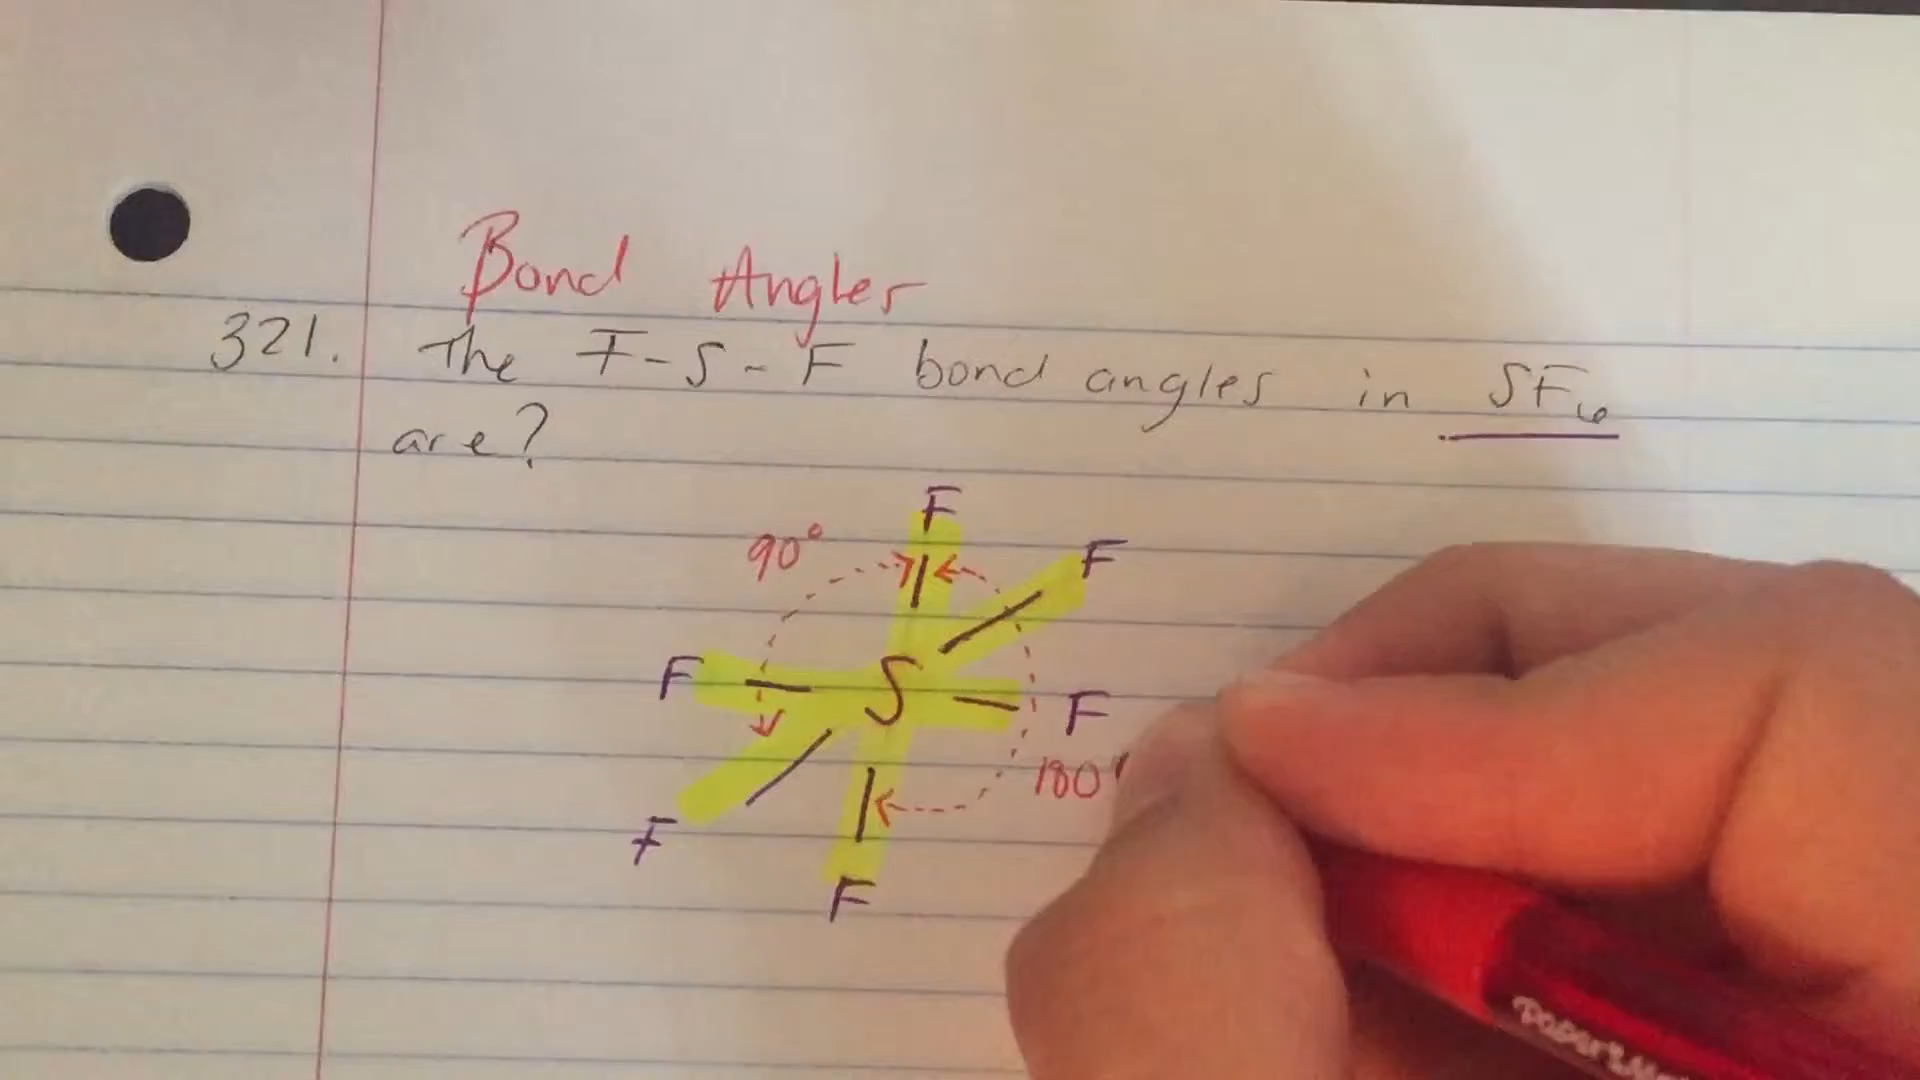 Bond Angles
321. The F-S-F bond angles in SF6
are?
F
90°
F
F
S
F
180°
F
F